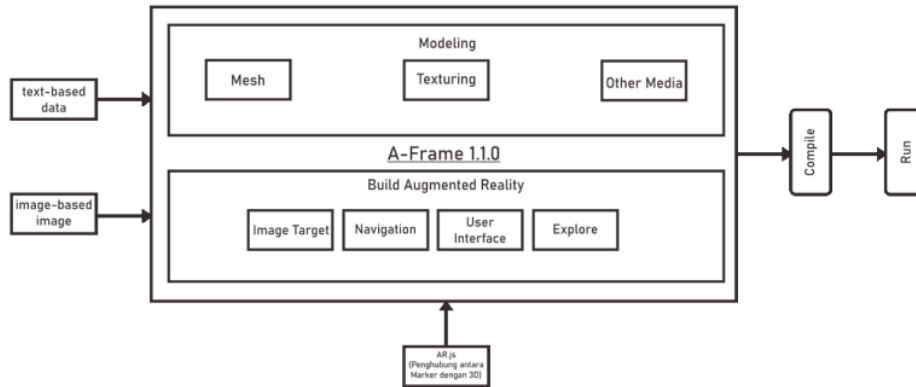 Modeling
Mesh
Texturing
Other Media
text-based
data
A-Frame 1.1.0
Build Augmented Reality
image-based
image
Image Target
Navigation
User
Interface
Explore
Compile
Run
AR.js
(Penghubung antara
Marker dengan 3D)